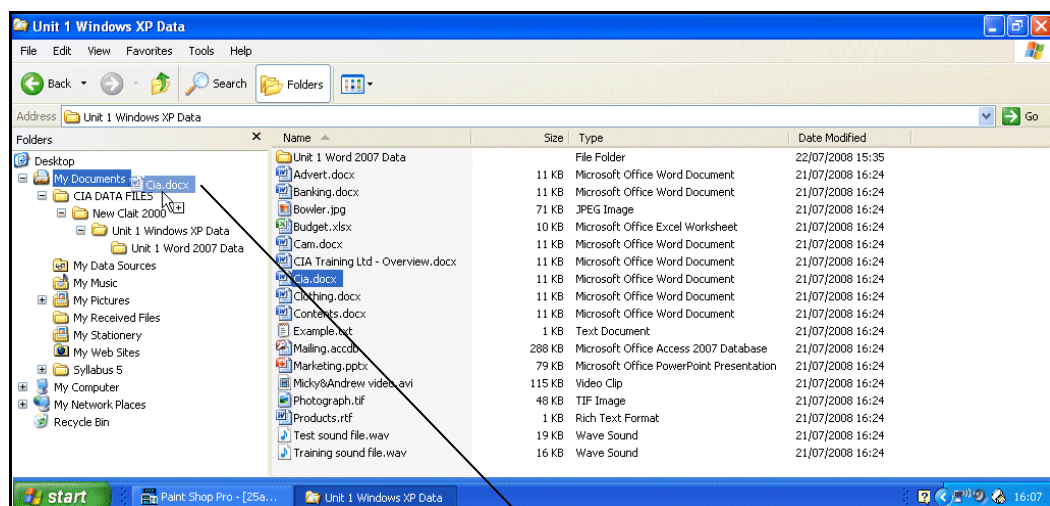 Unit 1 Windows XP Data
File Edit View Favorites Tools Help
Back Search Folders
Address Unit 1 Windows XP Data Go
Folders
Desktop
My Documents Cia.docx
CIA DATA FILES
New Clait 2000
Unit 1 Windows XP Data
Unit 1 Word 2007 Data
My Data Sources
My Music
My Pictures
My Received Files
My Stationery
My Web Sites
Syllabus 5
My Computer
My Network Places
Recycle Bin
Name Size Type Date Modified
Unit 1 Word 2007 Data File Folder 22/07/2008 15:35
Advert.docx 11 KB Microsoft Office Word Document 21/07/2008 16:24
Banking.docx 11 KB Microsoft Office Word Document 21/07/2008 16:24
Bowler.jpg 71 KB JPEG Image 21/07/2008 16:24
Budget.xlsx 10 KB Microsoft Office Excel Worksheet 21/07/2008 16:24
Cam.docx 11 KB Microsoft Office Word Document 21/07/2008 16:24
CIA Training Ltd - Overview.docx 11 KB Microsoft Office Word Document 21/07/2008 16:24
Cia.docx 11 KB Microsoft Office Word Document 21/07/2008 16:24
Clothing.docx 11 KB Microsoft Office Word Document 21/07/2008 16:24
Contents.docx 11 KB Microsoft Office Word Document 21/07/2008 16:24
Example.txt 1 KB Text Document 21/07/2008 16:24
Mailing.accdb 288 KB Microsoft Office Access 2007 Database 21/07/2008 16:24
Marketing.pptx 79 KB Microsoft Office PowerPoint Presentation 21/07/2008 16:24
Micky&Andrew video.avi 115 KB Video Clip 21/07/2008 16:24
Photograph.tif 48 KB TIF Image 21/07/2008 16:24
Products.rtf 1 KB Rich Text Format 21/07/2008 16:24
Test sound file.wav 19 KB Wave Sound 21/07/2008 16:24
Training sound file.wav 16 KB Wave Sound 21/07/2008 16:24
start Paint Shop Pro - [25a... Unit 1 Windows XP Data 16:07